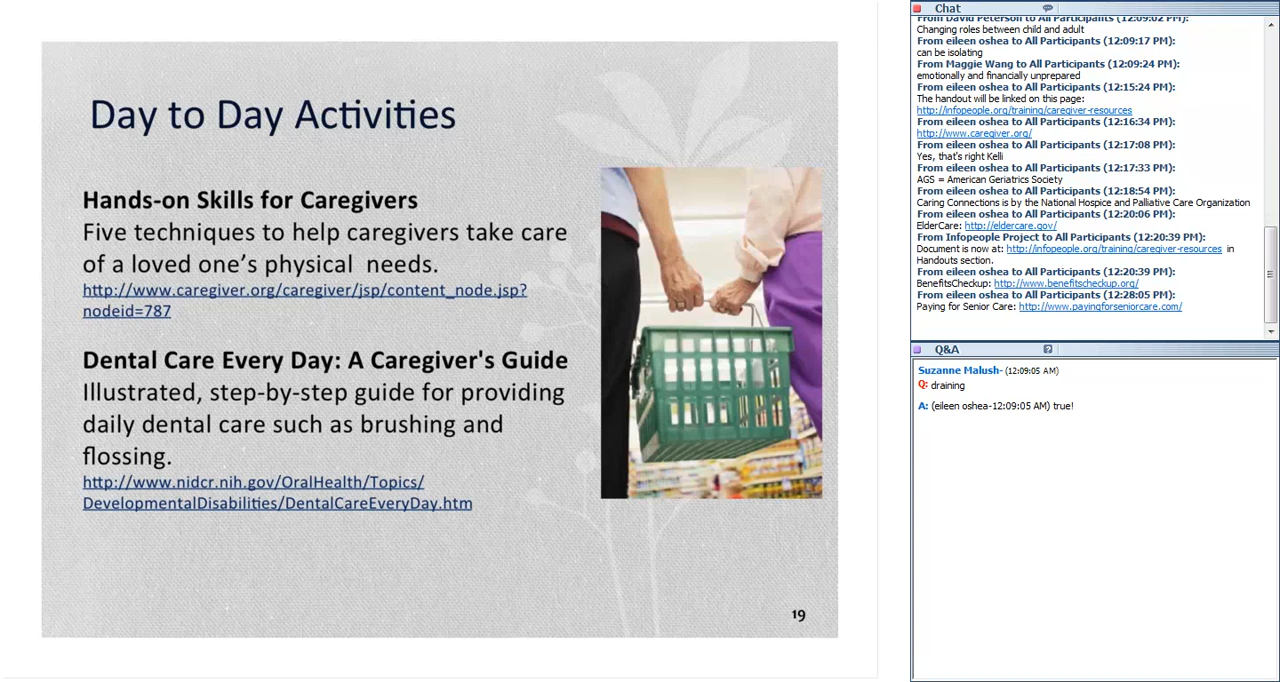 Day to Day Activities
Hands-on Skills for Caregivers
Five techniques to help caregivers take care
of a loved one’s physical  needs.
http://www.caregiver.org/caregiver/jsp/content_node.jsp?
nodeid=787
Dental Care Every Day: A Caregiver's Guide
Illustrated, step-by-step guide for providing
daily dental care such as brushing and
flossing.
http://www.nidcr.nih.gov/OralHealth/Topics/
DevelopmentalDisabilities/DentalCareEveryDay.htm
19
Chat
From David Peterson to All Participants (12:09:02 PM):
Changing roles between child and adult
From eileen oshea to All Participants (12:09:17 PM):
can be isolating
From Maggie Wang to All Participants (12:09:24 PM):
emotionally and financially unprepared
From eileen oshea to All Participants (12:15:24 PM):
The handout will be linked on this page:
http://infopeople.org/training/caregiver-resources
From eileen oshea to All Participants (12:16:34 PM):
http://www.caregiver.org/
From eileen oshea to All Participants (12:17:08 PM):
Yes, that's right Kelli
From eileen oshea to All Participants (12:17:33 PM):
AGS = American Geriatrics Society
From eileen oshea to All Participants (12:18:54 PM):
Caring Connections is by the National Hospice and Palliative Care Organization
From eileen oshea to All Participants (12:20:06 PM):
ElderCare: http://eldercare.gov/
From Infopeople Project to All Participants (12:20:39 PM):
Document is now at: http://infopeople.org/training/caregiver-resources in
Handouts section.
From eileen oshea to All Participants (12:20:39 PM):
BenefitsCheckup: http://www.benefitscheckup.org/
From eileen oshea to All Participants (12:28:05 PM):
Paying for Senior Care: http://www.payingforseniorcare.com/
Q&A
Suzanne Malush- (12:09:05 AM)
Q: draining
A: (eileen oshea-12:09:05 AM) true!